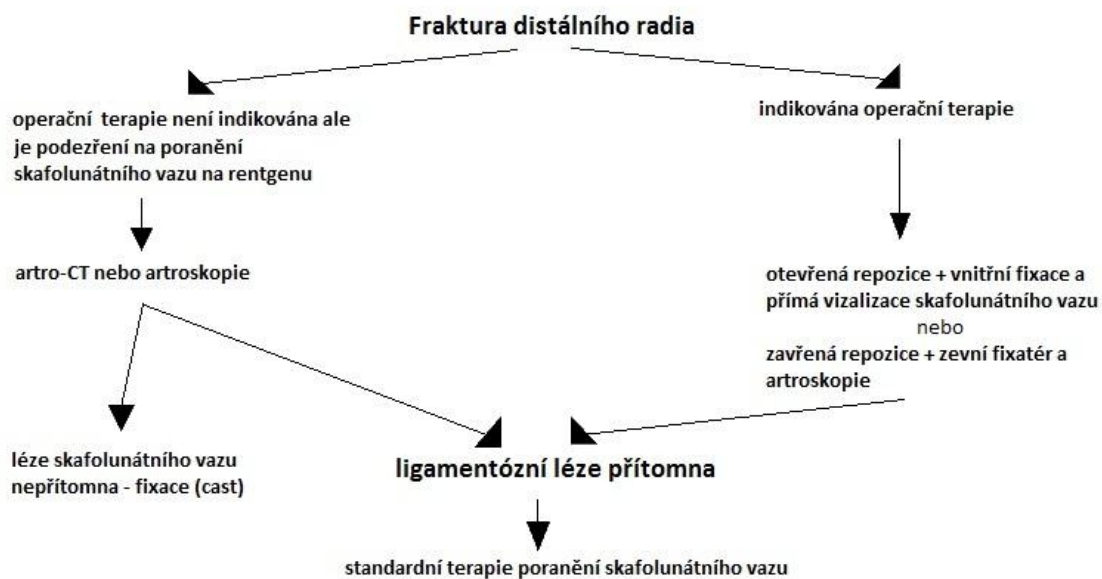 Fraktura distálního radia
operační terapie není indikována ale
je podezření na poranění
skafolunátního vazu na rentgenu
indikována operační terapie
artro-CT nebo artroskopie
otevřená repozice + vnitřní fixace a
přímá vizalizace skafolunátního vazu
nebo
zavřená repozice + zevní fixatér a
artroskopie
léze skafolunátního vazu
nepřítomna - fixace (cast)
ligamentózní léze přítomna
standardní terapie poranění skafolunátního vazu